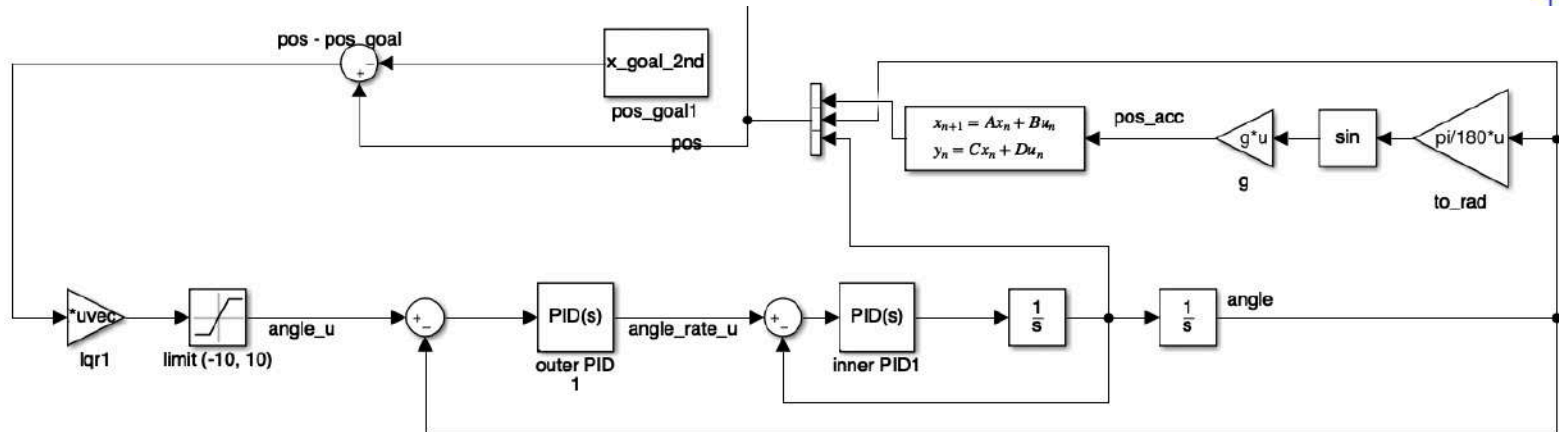 pos - pos_goal
+
−
x_goal_2nd
pos_goal1
pos
x_{n+1} = Ax_n + Bu_n
y_n = Cx_n + Du_n
pos_acc
g*u
g
sin
pi/180*u
to_rad
*uvec
lqr1
limit (-10, 10)
angle_u
+
−
PID(s)
outer PID
1
angle_rate_u
+
−
PID(s)
inner PID1
1
s
1
s
angle